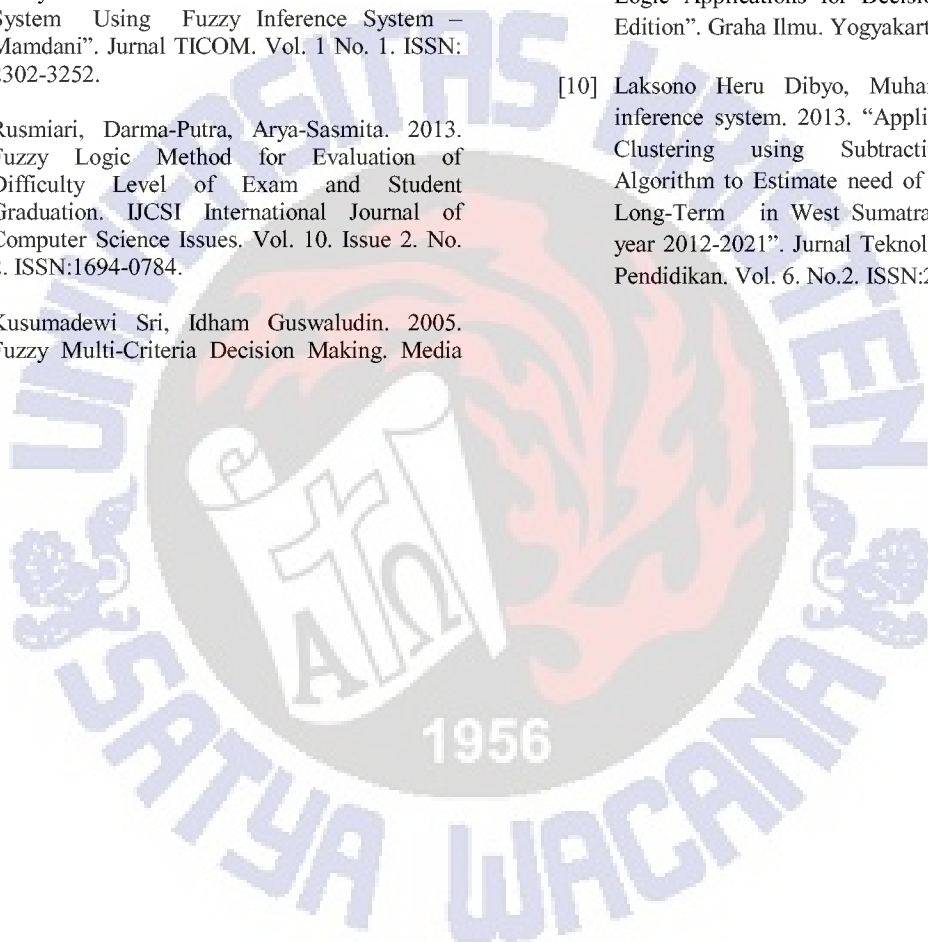 System Using Fuzzy Inference System –
Mamdani”. Jurnal TICOM. Vol. 1 No. 1. ISSN:
2302-3252.
Rusmiari, Darma-Putra, Arya-Sasmita. 2013.
Fuzzy Logic Method for Evaluation of
Difficulty Level of Exam and Student
Graduation. IJCSI International Journal of
Computer Science Issues. Vol. 10. Issue 2. No.
2. ISSN:1694-0784.
Kusumadewi Sri, Idham Guswaludin. 2005.
Fuzzy Multi-Criteria Decision Making. Media
Logic Applications for Decision
Edition”. Graha Ilmu. Yogyakart
[10] Laksono Heru Dibyo, Muhar
inference system. 2013. “Appli
Clustering using Subtracti
Algorithm to Estimate need of
Long-Term in West Sumatra
year 2012-2021”. Jurnal Teknol
Pendidikan. Vol. 6. No.2. ISSN:2
UNIVERSITAS KRISTEN
SATYA WACANA
Α Ω
1956